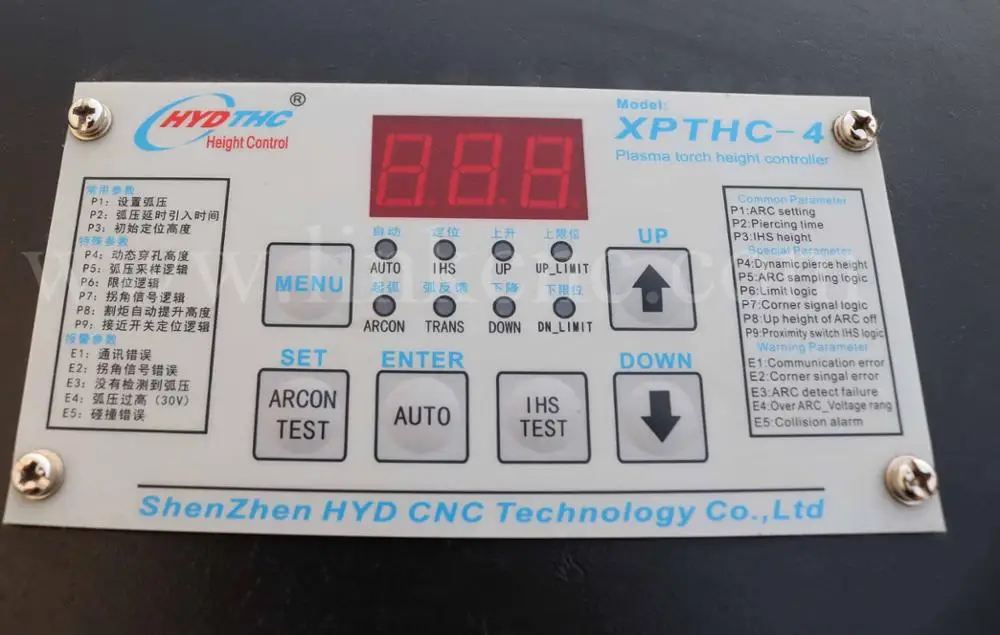 HYDTHC®
Height Control
Model:
XPTHC-4
Plasma torch height controller
常用参数
P1: 设置弧压
P2: 弧压延时引入时间
P3: 初始定位高度
特殊参数
P4: 动态穿孔高度
P5: 弧压采样逻辑
P6: 限位逻辑
P7: 拐角信号逻辑
P8: 割炬自动提升高度
P9: 接近开关定位逻辑
报警参数
E1: 通讯错误
E2: 拐角信号错误
E3: 没有检测到弧压
E4: 弧压过高 (30V)
E5: 碰撞错误
MENU
自动 定位 上升 上限位
AUTO IHS UP UP_LIMIT
起弧 弧反馈 下降 下限位
ARCON TRANS DOWN DN_LIMIT
UP
SET
ARCON
TEST
ENTER
AUTO
IHS
TEST
DOWN
Common Parameter
P1:ARC setting
P2:Piercing time
P3:IHS height
Special Parameter
P4:Dynamic pierce height
P5:ARC sampling logic
P6:Limit logic
P7:Corner signal logic
P8:Up height of ARC off
P9:Proximity switch IHS logic
Warning Parameter
E1:Communication error
E2:Corner singal error
E3:ARC detect failure
E4:Over ARC_Voltage rang
E5:Collision alarm
ShenZhen HYD CNC Technology Co.,Ltd